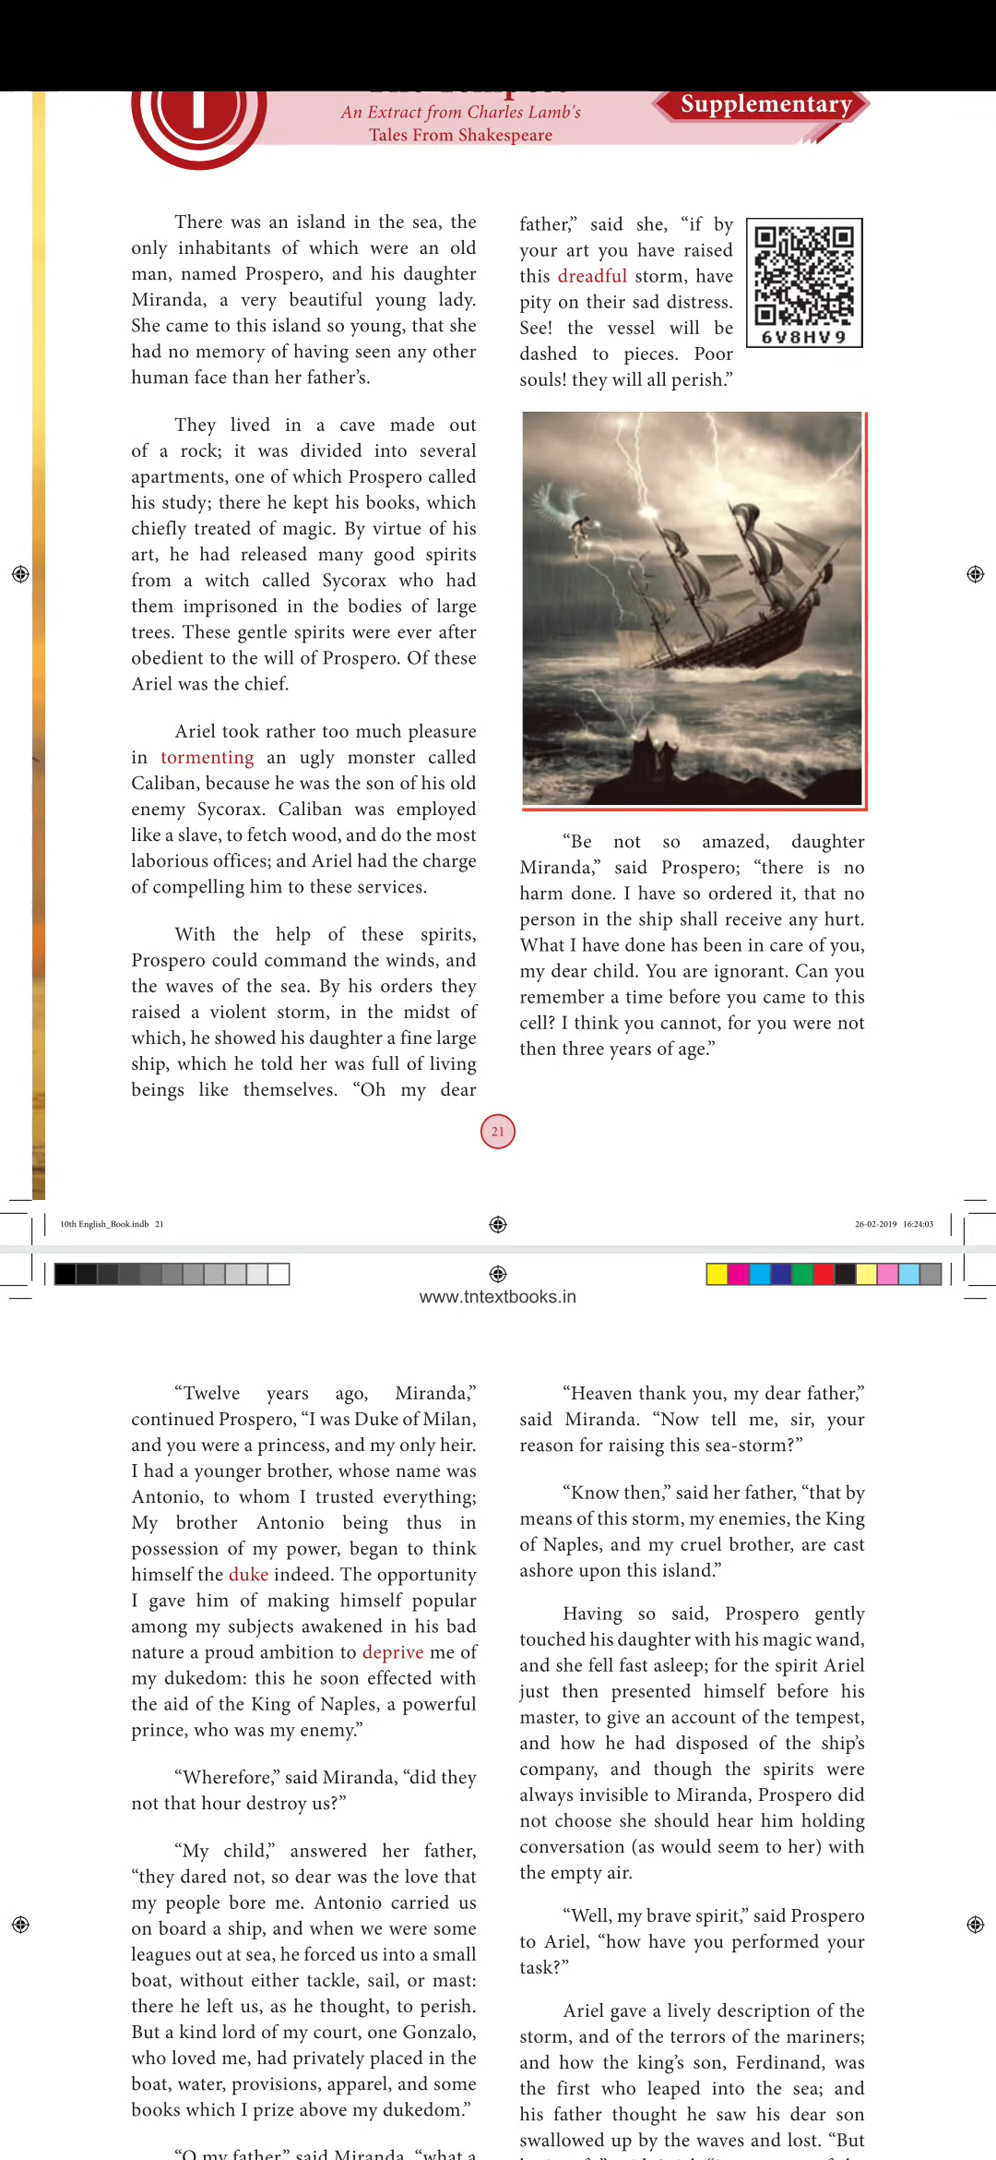 An Extract from Charles Lamb's
Tales From Shakespeare
Supplementary
There was an island in the sea, the
only inhabitants of which were an old
man, named Prospero, and his daughter
Miranda, a very beautiful young lady.
She came to this island so young, that she
had no memory of having seen any other
human face than her father's.
They lived in a cave made out
of a rock; it was divided into several
apartments, one of which Prospero called
his study; there he kept his books, which
chiefly treated of magic. By virtue of his
art, he had released many good spirits
from a witch called Sycorax who had
them imprisoned in the bodies of large
trees. These gentle spirits were ever after
obedient to the will of Prospero. Of these
Ariel was the chief.
Ariel took rather too much pleasure
in tormenting an ugly monster called
Caliban, because he was the son of his old
enemy Sycorax. Caliban was employed
like a slave, to fetch wood, and do the most
laborious offices; and Ariel had the charge
of compelling him to these services.
With the help of these spirits,
Prospero could command the winds, and
the waves of the sea. By his orders they
raised a violent storm, in the midst of
which, he showed his daughter a fine large
ship, which he told her was full of living
beings like themselves. “Oh my dear
father,” said she, “if by
your art you have raised
this dreadful storm, have
pity on their sad distress.
See! the vessel will be
dashed to pieces. Poor
souls! they will all perish.”
6V8HV9
“Be not so amazed, daughter
Miranda,” said Prospero; “there is no
harm done. I have so ordered it, that no
person in the ship shall receive any hurt.
What I have done has been in care of you,
my dear child. You are ignorant. Can you
remember a time before you came to this
cell? I think you cannot, for you were not
then three years of age.”
21
10th English_Book.indb 21
26-02-2019 16:24:03
www.tntextbooks.in
“Twelve years ago, Miranda,”
continued Prospero, “I was Duke of Milan,
and you were a princess, and my only heir.
I had a younger brother, whose name was
Antonio, to whom I trusted everything;
My brother Antonio being thus in
possession of my power, began to think
himself the duke indeed. The opportunity
I gave him of making himself popular
among my subjects awakened in his bad
nature a proud ambition to deprive me of
my dukedom: this he soon effected with
the aid of the King of Naples, a powerful
prince, who was my enemy.”
“Wherefore,” said Miranda, “did they
not that hour destroy us?”
“My child,” answered her father,
“they dared not, so dear was the love that
my people bore me. Antonio carried us
on board a ship, and when we were some
leagues out at sea, he forced us into a small
boat, without either tackle, sail, or mast:
there he left us, as he thought, to perish.
But a kind lord of my court, one Gonzalo,
who loved me, had privately placed in the
boat, water, provisions, apparel, and some
books which I prize above my dukedom.”
“O my father” said Miranda, “what a
“Heaven thank you, my dear father,”
said Miranda. “Now tell me, sir, your
reason for raising this sea-storm?”
“Know then,” said her father, “that by
means of this storm, my enemies, the King
of Naples, and my cruel brother, are cast
ashore upon this island.”
Having so said, Prospero gently
touched his daughter with his magic wand,
and she fell fast asleep; for the spirit Ariel
just then presented himself before his
master, to give an account of the tempest,
and how he had disposed of the ship's
company, and though the spirits were
always invisible to Miranda, Prospero did
not choose she should hear him holding
conversation (as would seem to her) with
the empty air.
“Well, my brave spirit,” said Prospero
to Ariel, “how have you performed your
task?”
Ariel gave a lively description of the
storm, and of the terrors of the mariners;
and how the king's son, Ferdinand, was
the first who leaped into the sea; and
his father thought he saw his dear son
swallowed up by the waves and lost. “But